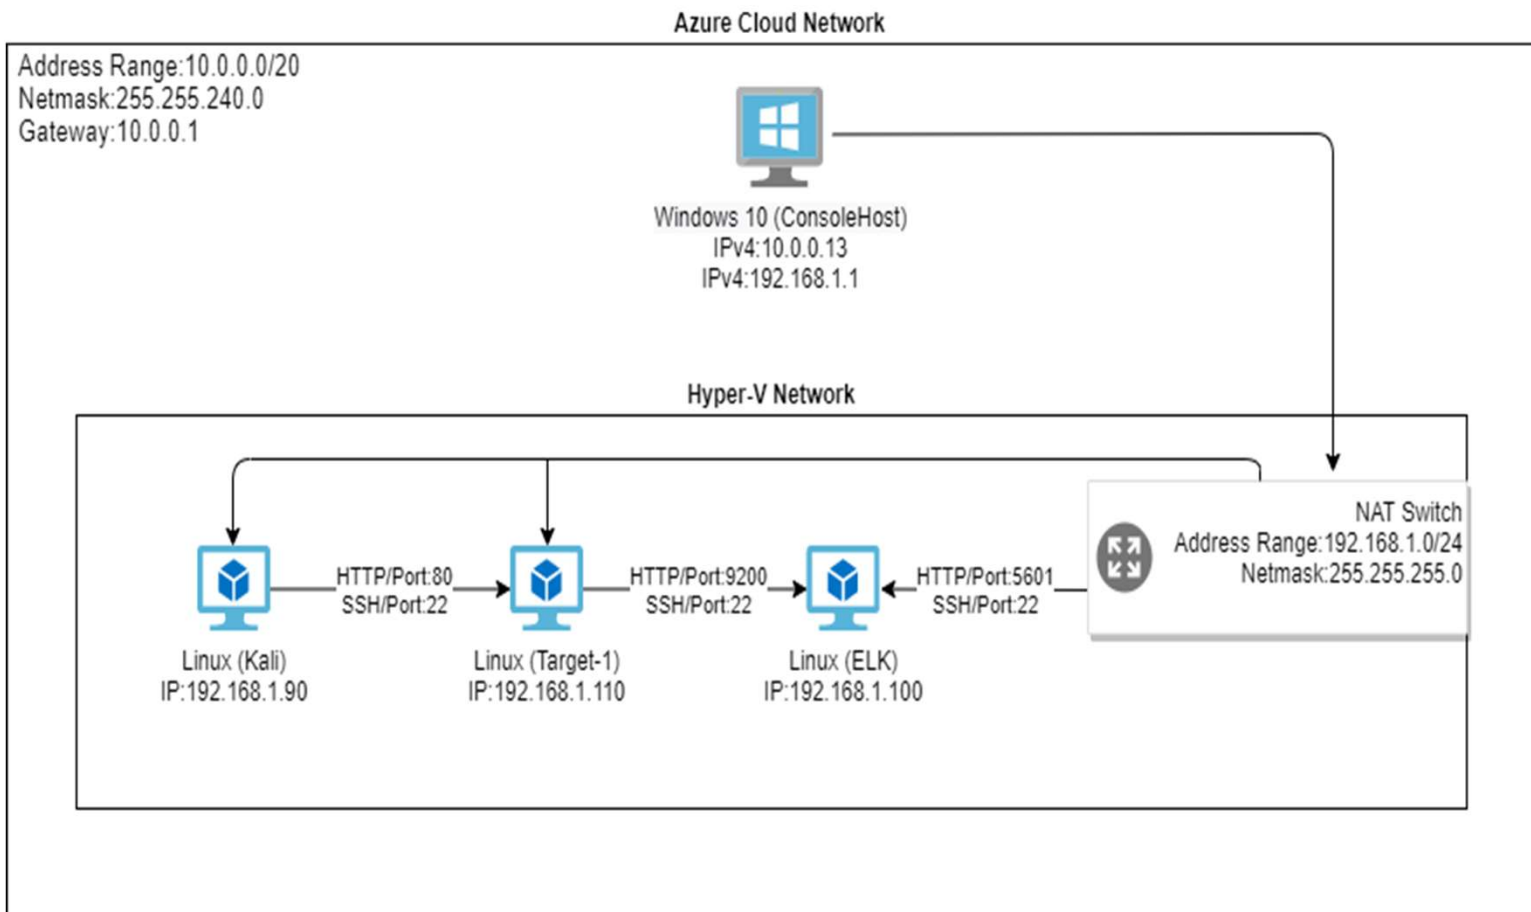 Azure Cloud Network
Address Range:10.0.0.0/20
Netmask:255.255.240.0
Gateway:10.0.0.1
Windows 10 (ConsoleHost)
IPv4:10.0.0.13
IPv4:192.168.1.1
Hyper-V Network
NAT Switch
Address Range:192.168.1.0/24
Netmask:255.255.255.0
HTTP/Port:80
SSH/Port:22
HTTP/Port:9200
SSH/Port:22
HTTP/Port:5601
SSH/Port:22
Linux (Kali)
IP:192.168.1.90
Linux (Target-1)
IP:192.168.1.110
Linux (ELK)
IP:192.168.1.100